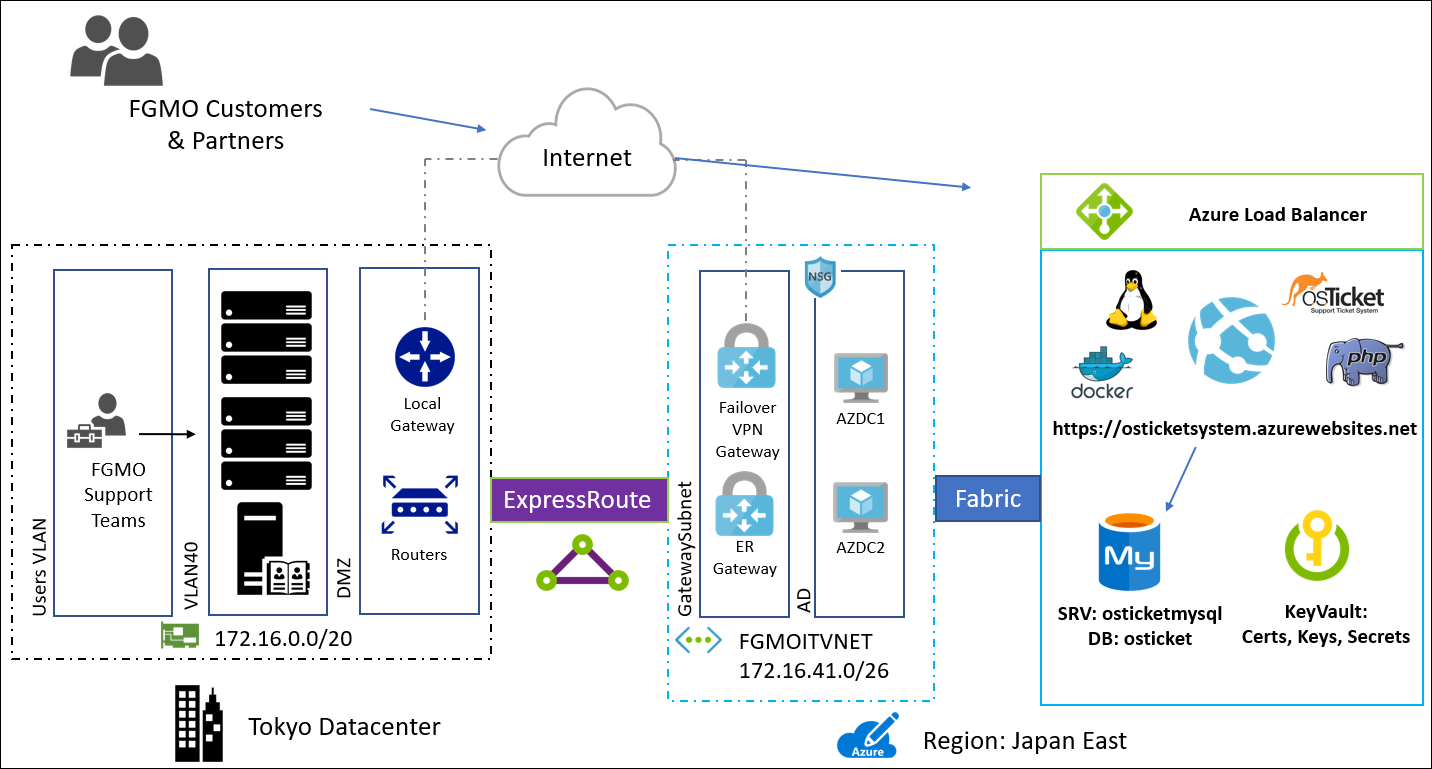 FGMO Customers
& Partners
Internet
Azure Load Balancer
NSG
osTicket
Support Ticket System
php
docker
https://osticketsystem.azurewebsites.net
Users VLAN
FGMO
Support
Teams
VLAN40
DMZ
Local
Gateway
Routers
172.16.0.0/20
Tokyo Datacenter
ExpressRoute
GatewaySubnet
Failover
VPN
Gateway
ER
Gateway
AD
AZDC1
AZDC2
FGMOITVNET
172.16.41.0/26
Fabric
My
SRV: osticketmysql
DB: osticket
KeyVault:
Certs, Keys, Secrets
Azure
Region: Japan East